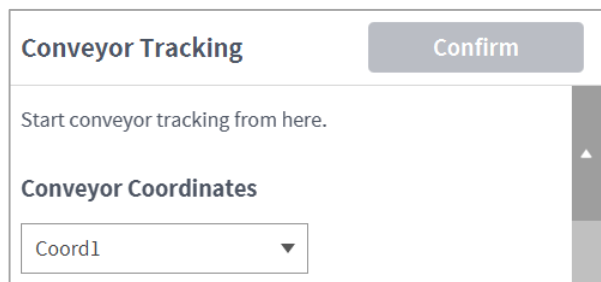 Conveyor Tracking
Confirm
Start conveyor tracking from here.
Conveyor Coordinates
Coord1